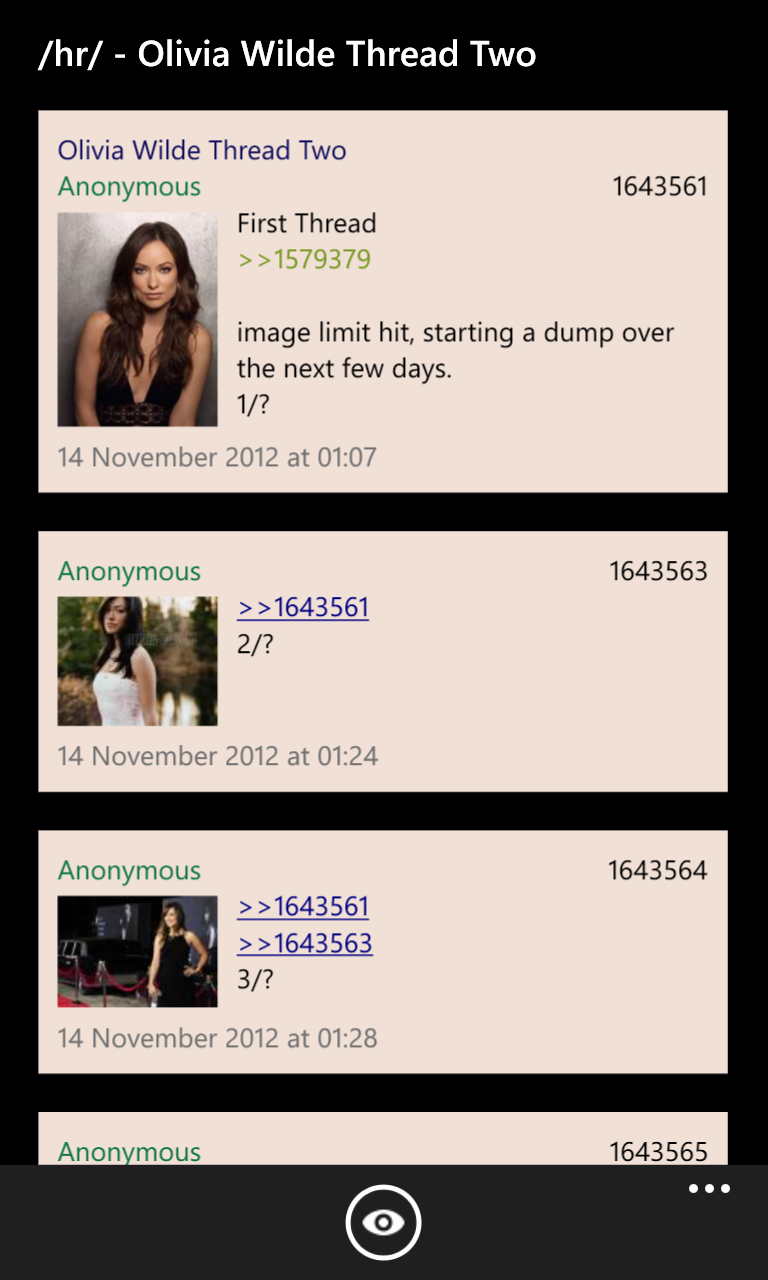 /hr/ - Olivia Wilde Thread Two
Olivia Wilde Thread Two
Anonymous 1643561
First Thread
>>1579379
image limit hit, starting a dump over
the next few days.
1/?
14 November 2012 at 01:07
Anonymous 1643563
>>1643561
2/?
14 November 2012 at 01:24
Anonymous 1643564
>>1643561
>>1643563
3/?
14 November 2012 at 01:28
Anonymous 1643565